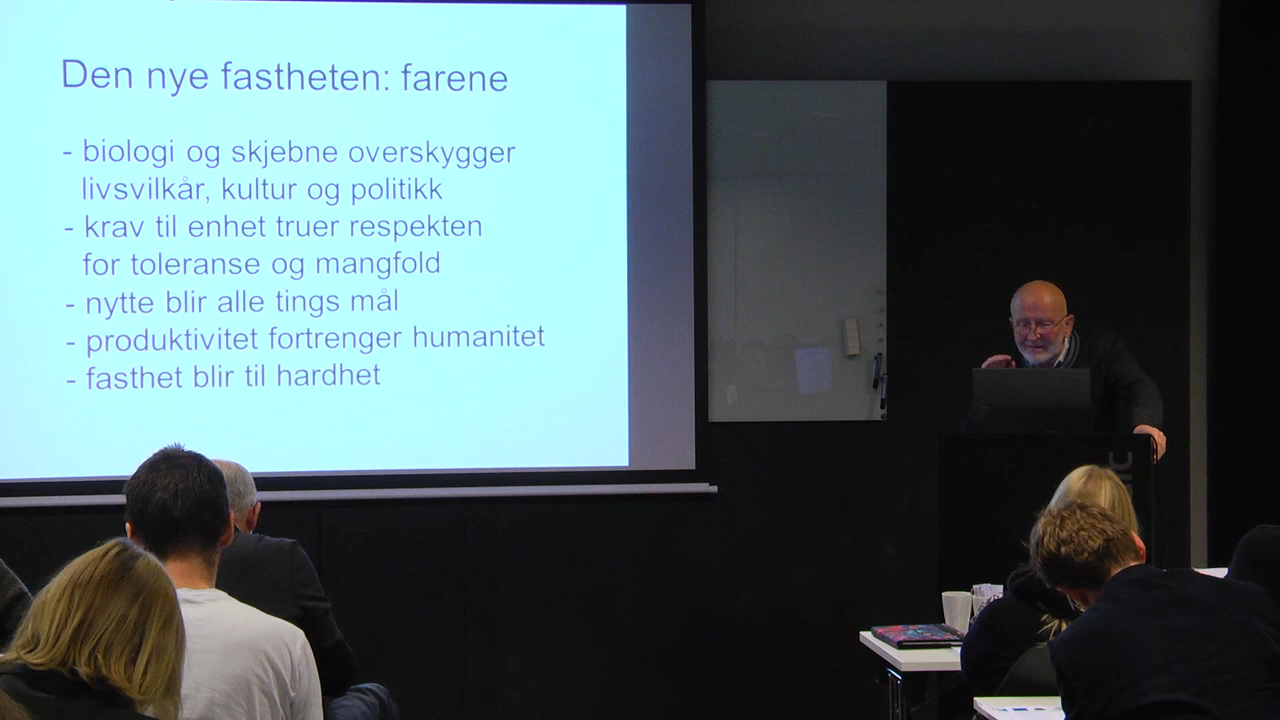 Den nye fastheten: farene
- biologi og skjebne overskygger
livsvilkår, kultur og politikk
- krav til enhet truer respekten
for toleranse og mangfold
- nytte blir alle tings mål
- produktivitet fortrenger humanitet
- fasthet blir til hardhet